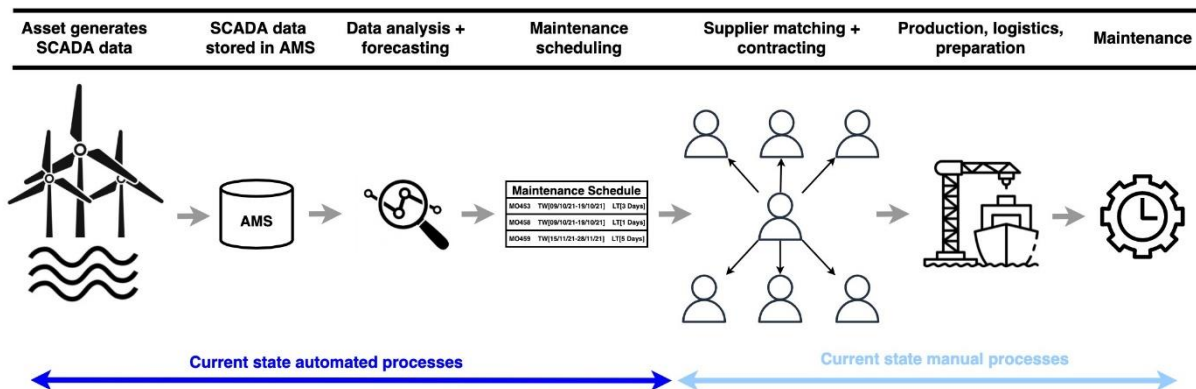 Asset generates
SCADA data
SCADA data
stored in AMS
Data analysis +
forecasting
Maintenance
scheduling
Supplier matching +
contracting
Production, logistics,
preparation
Maintenance
AMS
Maintenance Schedule
MO453 TW[09/10/21-19/10/21] LT[3 Days]
MO458 TW[09/10/21-19/10/21] LT[1 Days]
MO459 TW[15/11/21-28/11/21] LT[5 Days]
Current state automated processes
Current state manual processes